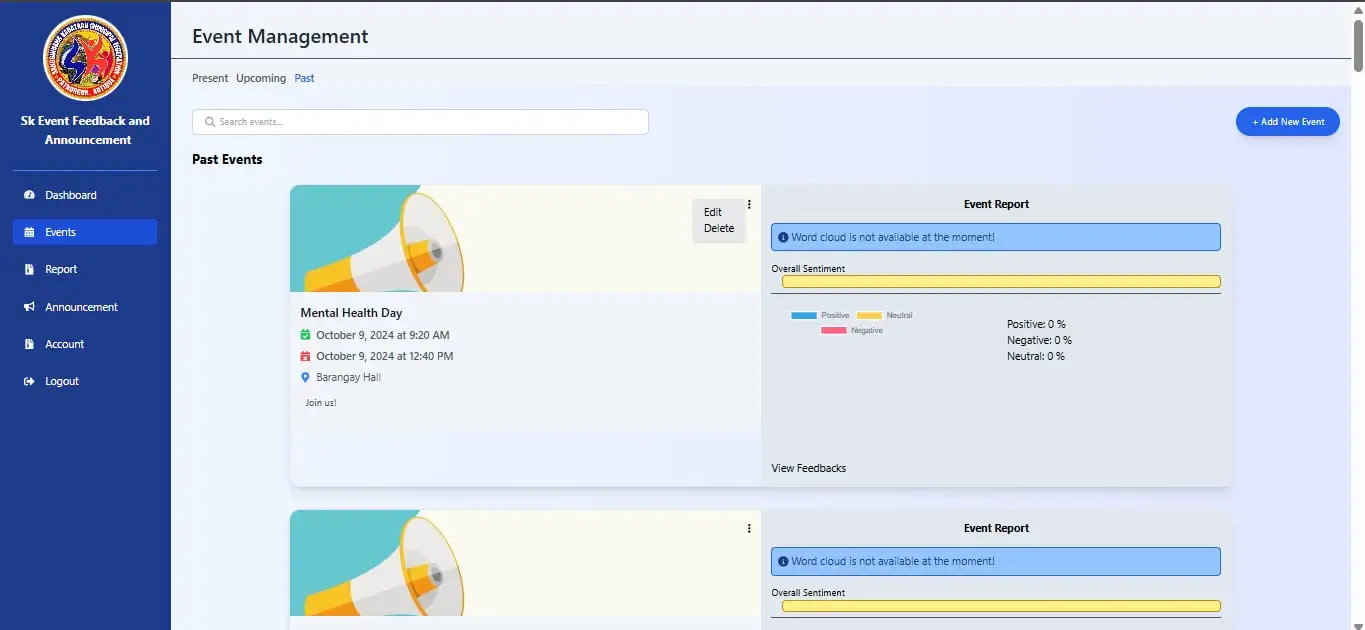 Sk Event Feedback and
Announcement
Dashboard
Events
Report
Announcement
Account
Logout
Event Management
Present Upcoming Past
Search events...
+ Add New Event
Past Events
Edit
Delete
Mental Health Day
October 9, 2024 at 9:20 AM
October 9, 2024 at 12:40 PM
Barangay Hall
Join us!
Event Report
Word cloud is not available at the moment!
Overall Sentiment
Positive Neutral
Negative
Positive: 0 %
Negative: 0 %
Neutral: 0 %
View Feedbacks
Event Report
Word cloud is not available at the moment!
Overall Sentiment